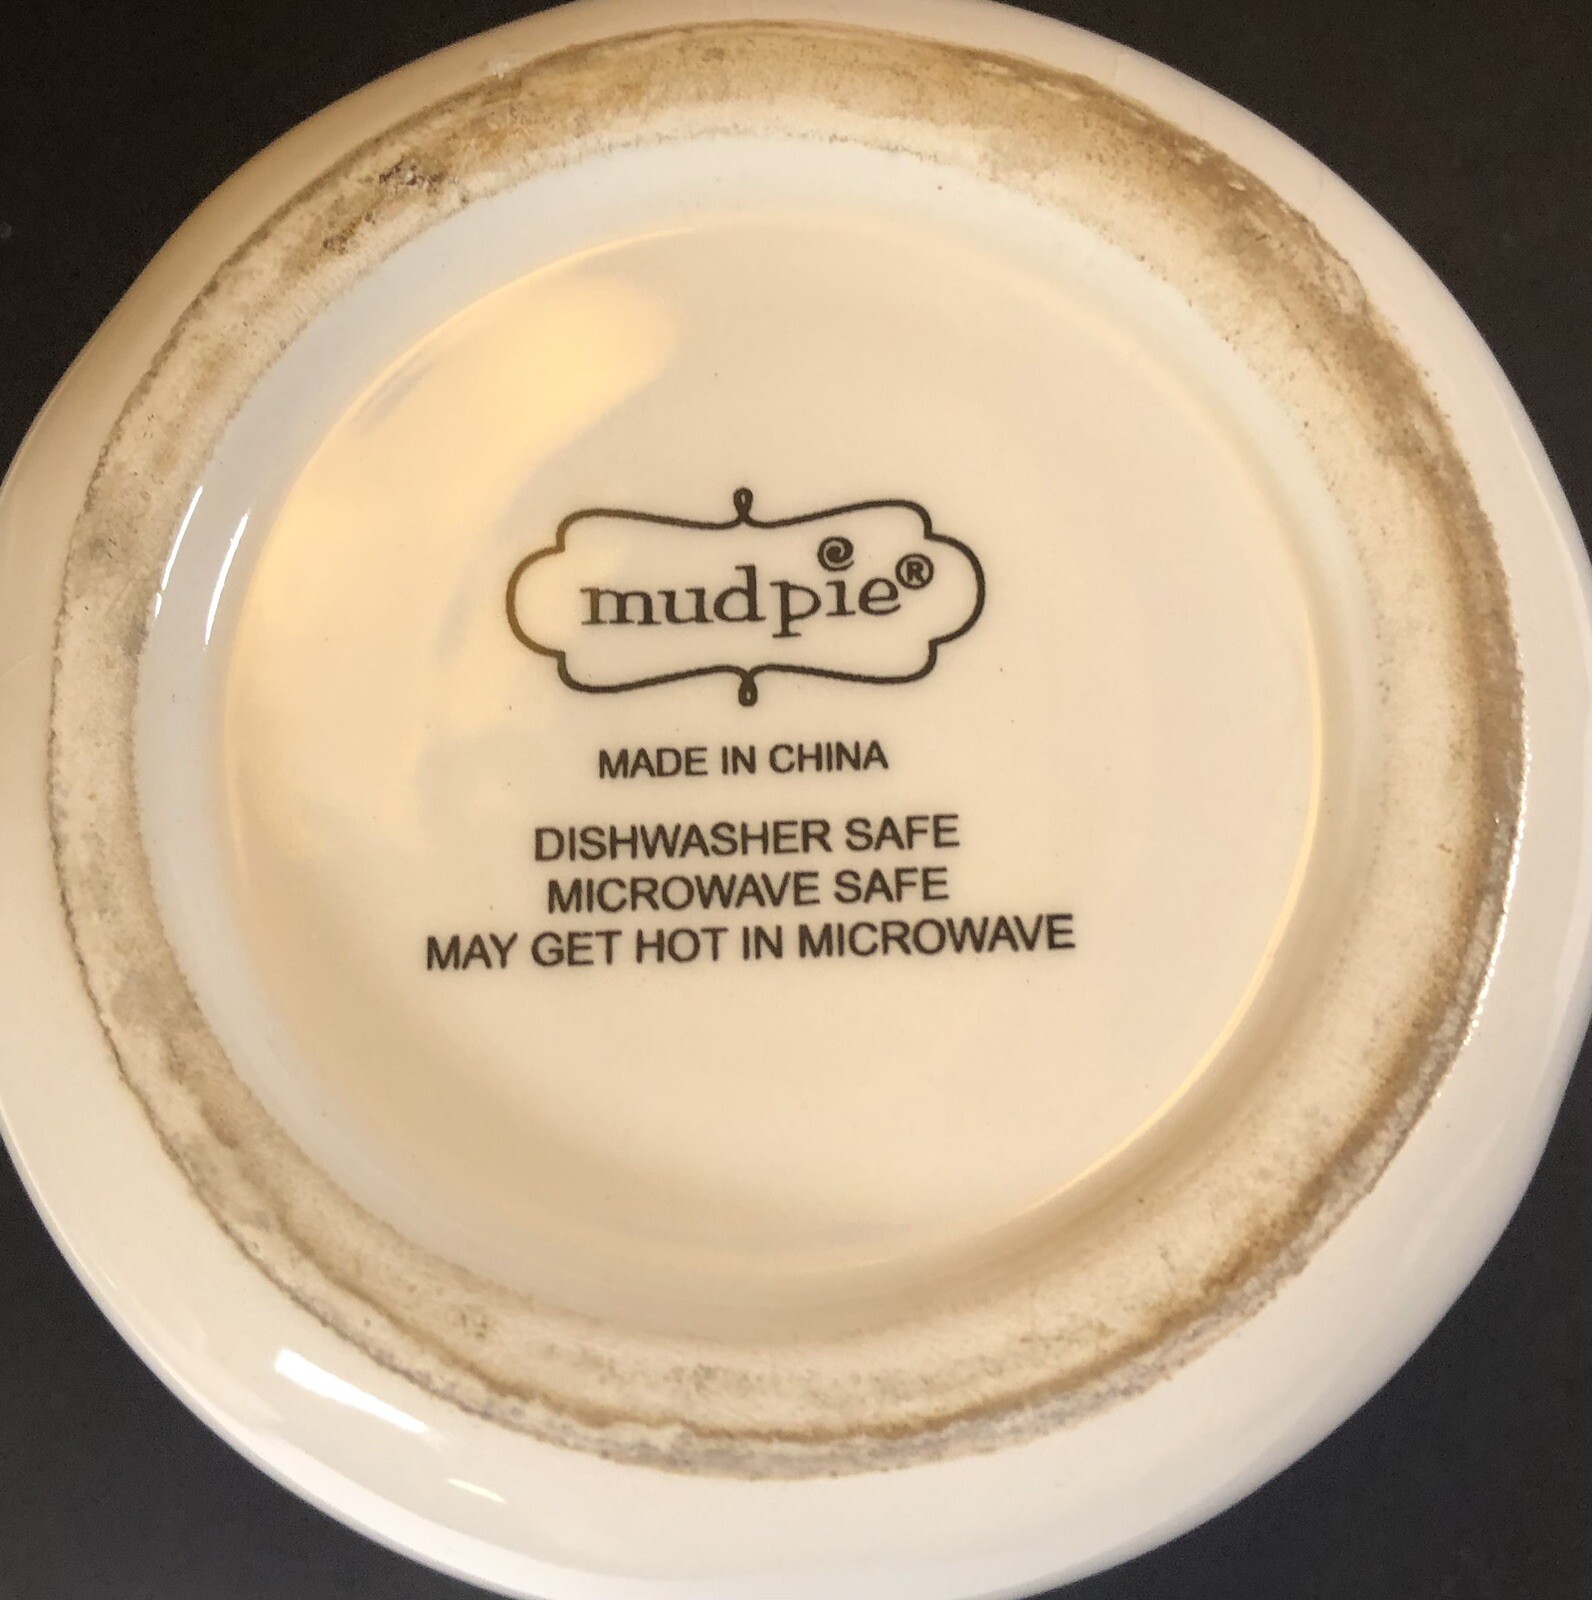 mudpie®
MADE IN CHINA
DISHWASHER SAFE
MICROWAVE SAFE
MAY GET HOT IN MICROWAVE